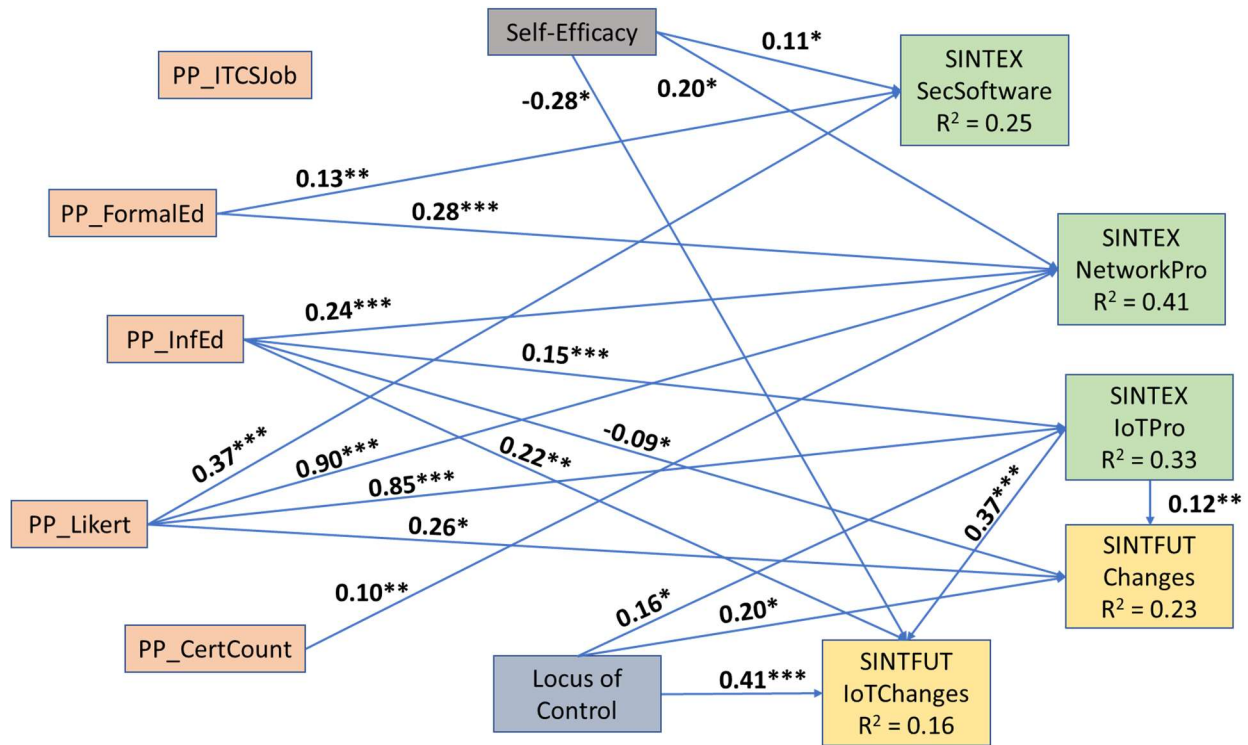 Self-Efficacy
0.11*
PP_ITCSJob
-0.28*
0.20*
SINTEX
SecSoftware
R² = 0.25
0.13**
PP_FormalEd
0.28***
SINTEX
NetworkPro
R² = 0.41
PP_InfEd
0.24***
0.15***
SINTEX
IoTPro
R² = 0.33
0.37***
0.90***
0.22**
-0.09*
0.85***
0.37***
0.12**
PP_Likert
0.26*
SINTFUT
Changes
R² = 0.23
0.10**
0.16*
0.20*
PP_CertCount
Locus of
Control
0.41***
SINTFUT
IoTChanges
R² = 0.16